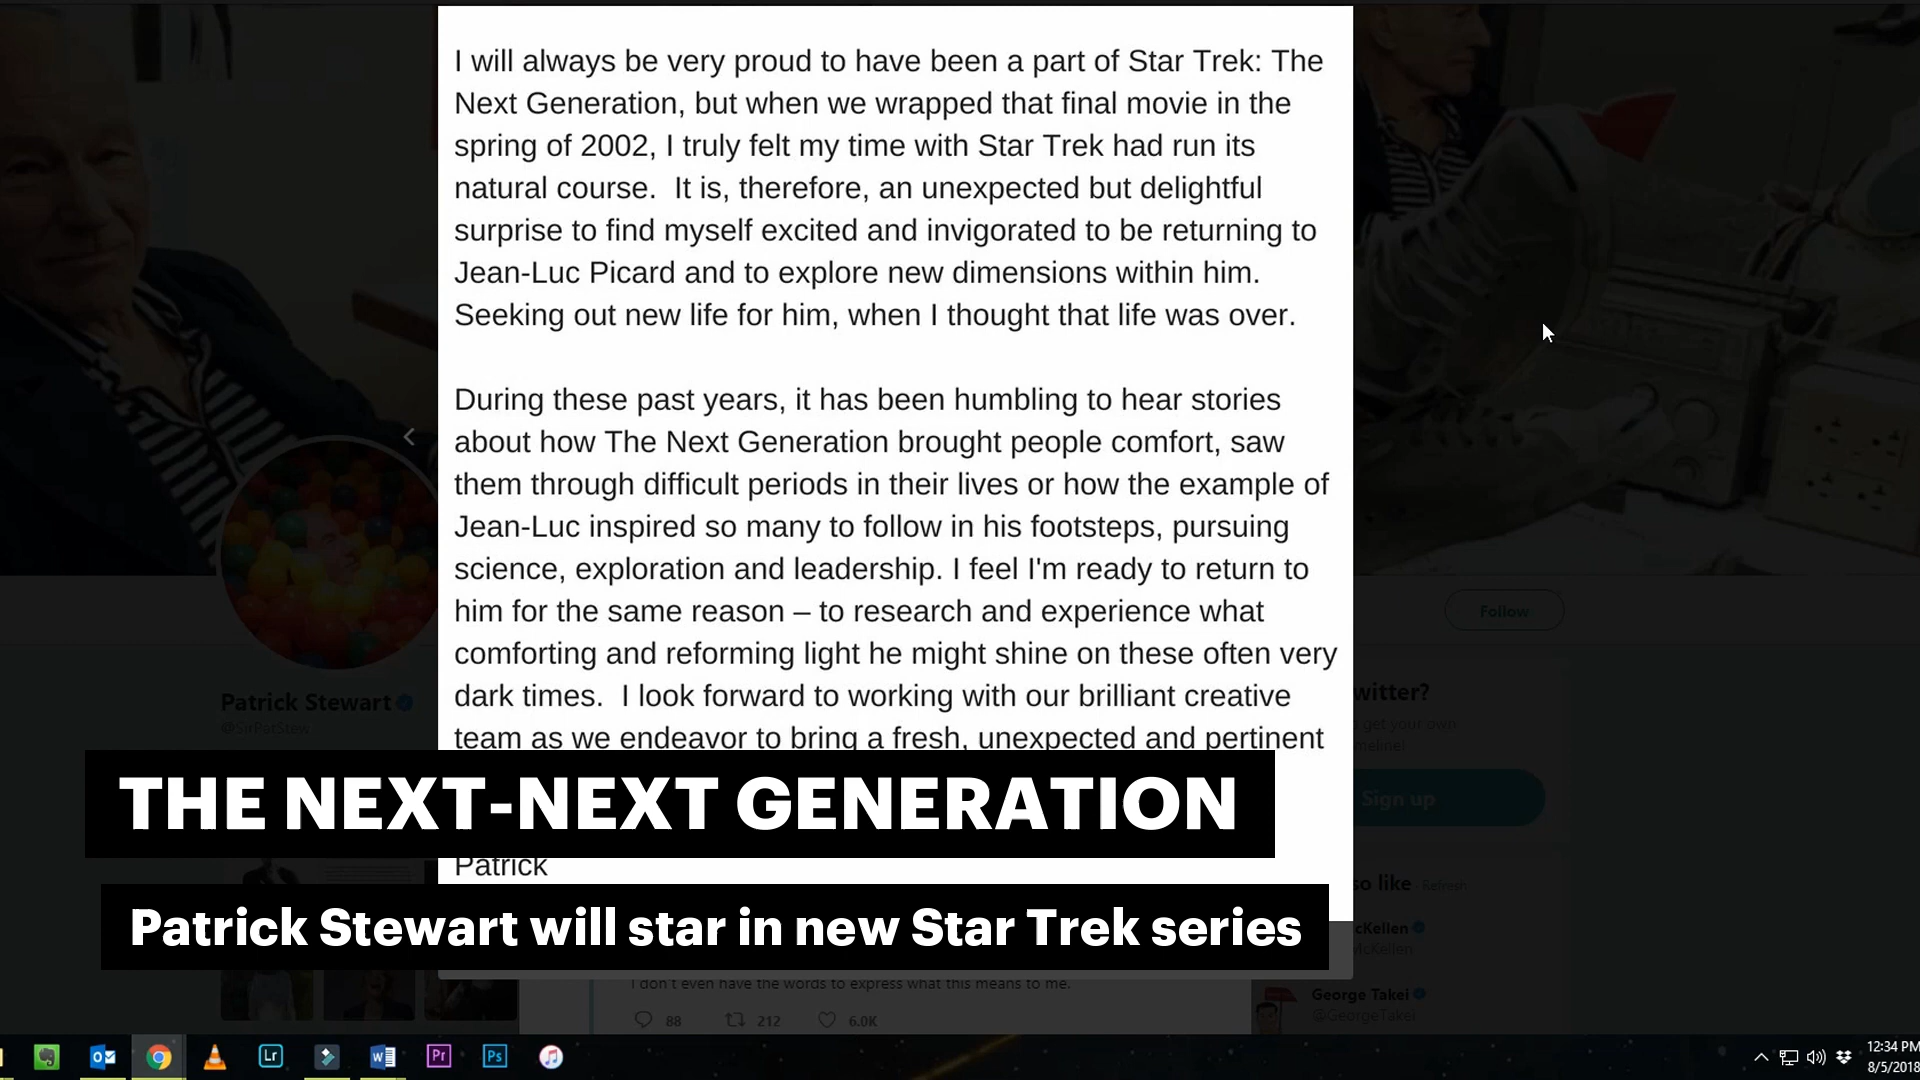 I will always be very proud to have been a part of Star Trek: The
Next Generation, but when we wrapped that final movie in the
spring of 2002, I truly felt my time with Star Trek had run its
natural course.  It is, therefore, an unexpected but delightful
surprise to find myself excited and invigorated to be returning to
Jean-Luc Picard and to explore new dimensions within him.
Seeking out new life for him, when I thought that life was over.
During these past years, it has been humbling to hear stories
about how The Next Generation brought people comfort, saw
them through difficult periods in their lives or how the example of
Jean-Luc inspired so many to follow in his footsteps, pursuing
science, exploration and leadership. I feel I'm ready to return to
him for the same reason – to research and experience what
comforting and reforming light he might shine on these often very
dark times.  I look forward to working with our brilliant creative
team as we endeavor to bring a fresh, unexpected and pertinent
Patrick
THE NEXT-NEXT GENERATION
Patrick Stewart will star in new Star Trek series
Patrick Stewart
@SirPatStew
Follow
witter?
get your own
meline!
Sign up
so like · Refresh
cKellen
McKellen
George Takei
@GeorgeTakei
I don't even have the words to express what this means to me.
88 212 6.0K
Lr
Pr
Ps
12:34 PM
8/5/2018